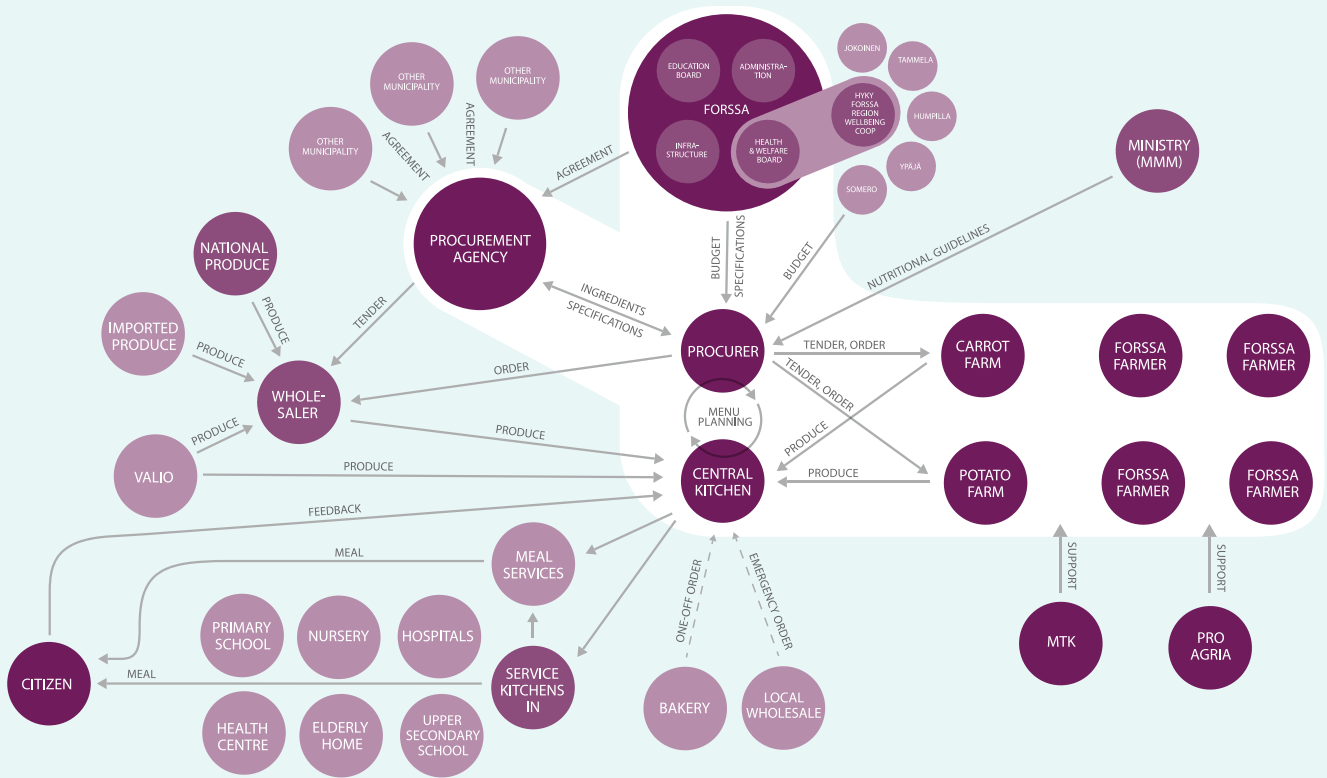 OTHER
MUNICIPALITY
OTHER
MUNICIPALITY
OTHER
MUNICIPALITY
AGREEMENT
AGREEMENT
AGREEMENT
EDUCATION
BOARD
ADMINISTRA-
TION
FORSSA
INFRA-
STRUCTURE
HEALTH
& WELFARE
BOARD
HYKY
FORSSA
REGION
WELLBEING
COOP
JOKOINEN
TAMMELA
HUMPILLA
YPÄJÄ
SOMERO
MINISTRY
(MMM)
PROCUREMENT
AGENCY
NATIONAL
PRODUCE
IMPORTED
PRODUCE
PRODUCE
PRODUCE
TENDER
INGREDIENTS
SPECIFICATIONS
BUDGET
SPECIFICATIONS
BUDGET
NUTRITIONAL GUIDELINES
PROCURER
TENDER, ORDER
TENDER, ORDER
CARROT
FARM
FORSSA
FARMER
FORSSA
FARMER
ORDER
WHOLE-
SALER
MENU
PLANNING
PRODUCE
PRODUCE
PRODUCE
VALIO
PRODUCE
CENTRAL
KITCHEN
PRODUCE
POTATO
FARM
FORSSA
FARMER
FORSSA
FARMER
FEEDBACK
MEAL
MEAL
SERVICES
ONE-OFF ORDER
EMERGENCY ORDER
SUPPORT
SUPPORT
PRIMARY
SCHOOL
NURSERY
HOSPITALS
MTK
PRO
AGRIA
CITIZEN
MEAL
SERVICE
KITCHENS
IN
BAKERY
LOCAL
WHOLESALE
HEALTH
CENTRE
ELDERLY
HOME
UPPER
SECONDARY
SCHOOL